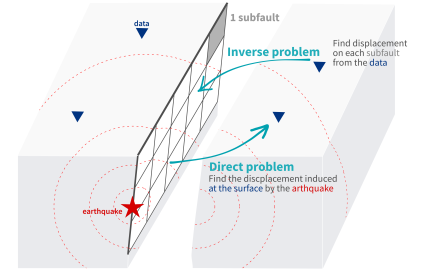 data
1 subfault
Inverse problem
Find displacement
on each subfault
from the data
Direct problem
Find the discplacement induced
at the surface by the arthquake
earthquake